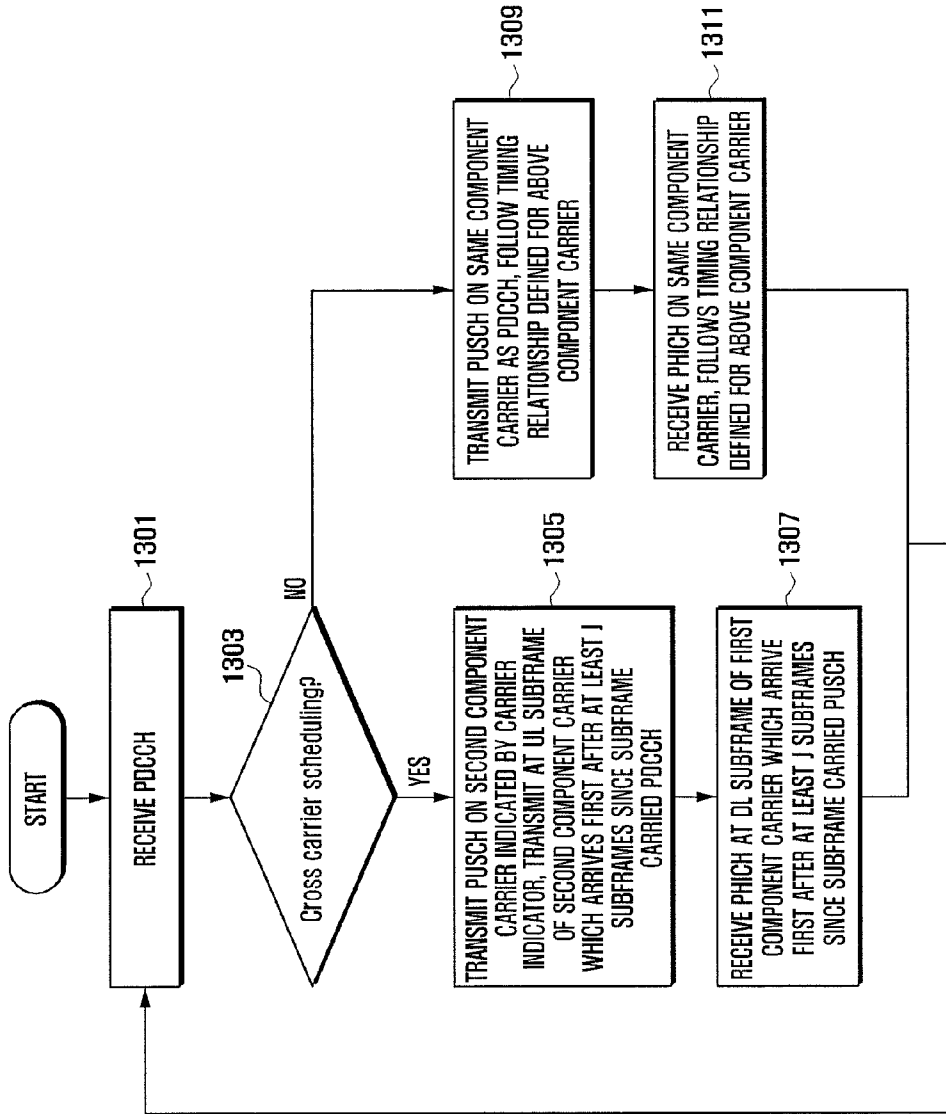 START
RECEIVE PDCCH
1301
Cross carrier scheduling?
1303
NO
YES
TRANSMIT PUSCH ON SECOND COMPONENT
CARRIER INDICATED BY CARRIER
INDICATOR, TRANSMIT AT UL SUBFRAME
OF SECOND COMPONENT CARRIER
WHICH ARRIVES FIRST AFTER AT LEAST J
SUBFRAMES SINCE SUBFRAME
CARRIED PDCCH
1305
RECEIVE PHICH AT DL SUBFRAME OF FIRST
COMPONENT CARRIER WHICH ARRIVE
FIRST AFTER AT LEAST J SUBFRAMES
SINCE SUBFRAME CARRIED PUSCH
1307
TRANSMIT PUSCH ON SAME COMPONENT
CARRIER AS PDCCH, FOLLOW TIMING
RELATIONSHIP DEFINED FOR ABOVE
COMPONENT CARRIER
1309
RECEIVE PHICH ON SAME COMPONENT
CARRIER, FOLLOWS TIMING RELATIONSHIP
DEFINED FOR ABOVE COMPONENT CARRIER
1311